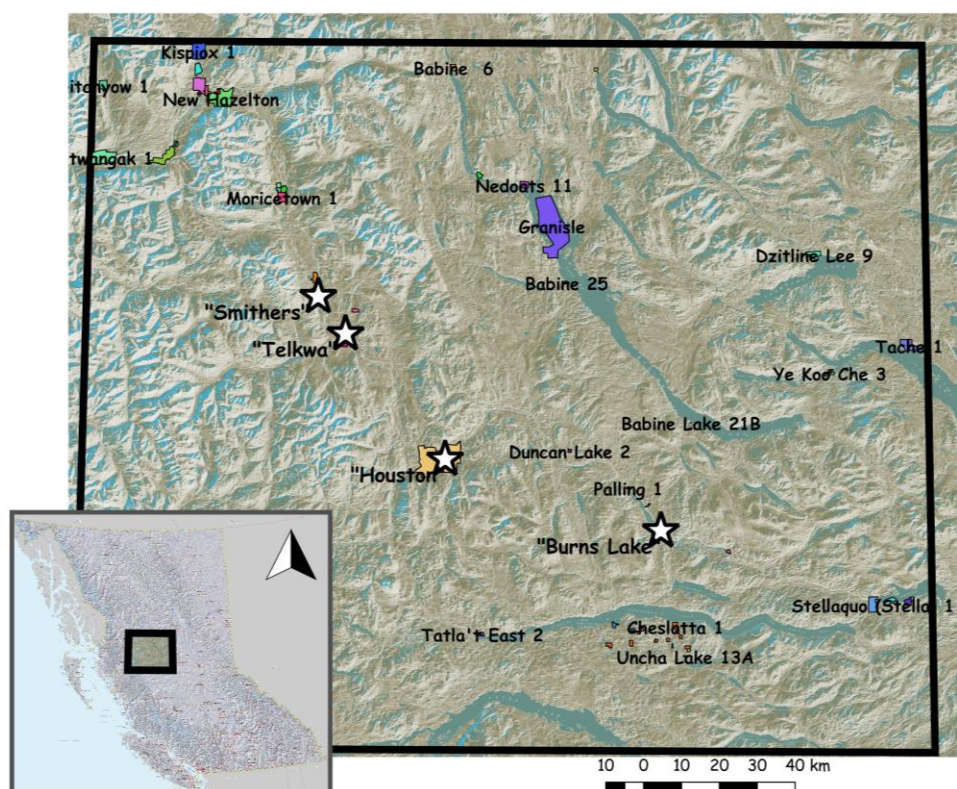 Kispiox 1
Babine 6
itanyow 1
New Hazelton
twangak 1
Nedoats 11
Moricetown 1
Granisle
Dzitline Lee 9
Babine 25
"Smithers"
"Telkwa"
Tache 1
Ye Koo Che 3
Babine Lake 21B
Duncan Lake 2
"Houston"
Palling 1
"Burns Lake"
Stellaquo (Stella) 1
Cheslatta 1
Tatla't East 2
Uncha Lake 13A
10 0 10 20 30 40 km